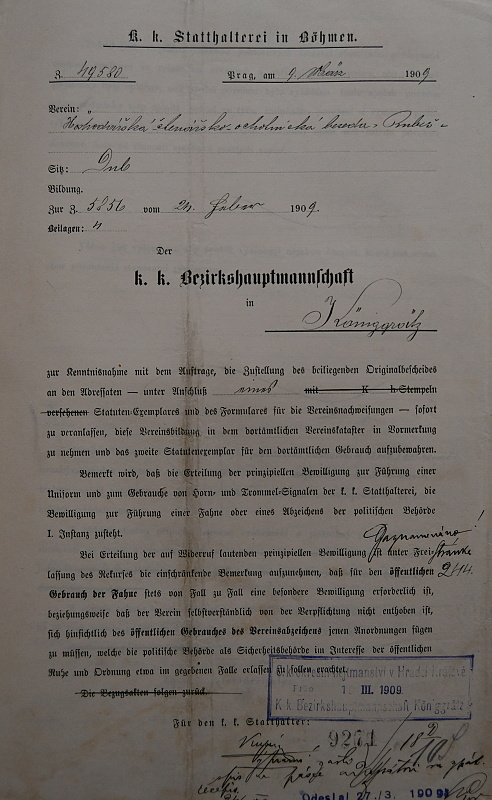 K. k. Statthalterei in Böhmen.
Z. 49580 Prag, am 9. März 1909
Verein:
Sitz: Dub
Bildung.
Zur Z. 5856 vom 24. Feber 1909.
Beilagen: 4
Der
k. k. Bezirkshauptmannschaft
in
Königgrätz
zur Kenntnisnahme mit dem Auftrage, die Zustellung des beiliegenden Originalbescheides
an den Adressaten — unter Anschluß eines mit K h Stempeln
versehenen Statuten-Exemplares und des Formulares für die Vereinsnachweisungen — sofort
zu veranlassen, diese Vereinsbildung in dem dortämtlichen Vereinskataster in Vormerkung
zu nehmen und das zweite Statutenexemplar für den dortämtlichen Gebrauch aufzubewahren.
Bemerkt wird, daß die Erteilung der prinzipiellen Bewilligung zur Führung einer
Uniform und zum Gebrauche von Horn- und Trommel-Signalen der k. k. Statthalterei, die
Bewilligung zur Führung einer Fahne oder eines Abzeichens der politischen Behörde
I. Instanz zusteht.
Bei Erteilung der auf Widerruf lautenden prinzipiellen Bewilligung ist unter Frei-
lassung des Rekurses die einschränkende Bemerkung aufzunehmen, daß für den öffentlichen
Gebrauch der Fahne stets von Fall zu Fall eine besondere Bewilligung erforderlich ist,
beziehungsweise daß der Verein selbstverständlich von der Verpflichtung nicht enthoben ist,
sich hinsichtlich des öffentlichen Gebrauches des Vereinsabzeichens jenen Anordnungen fügen
zu müssen, welche die politische Behörde als Sicherheitsbehörde im Interesse der öffentlichen
Ruhe und Ordnung etwa im gegebenen Falle erlassen zu sollen erachtet.
Die Bezugsakten folgen zurück.
III. 1909
K k Bezirkshauptmannschaft Königgrätz
Für den k. k. Statthalter:
9271
Odeslal 27./3. 1909